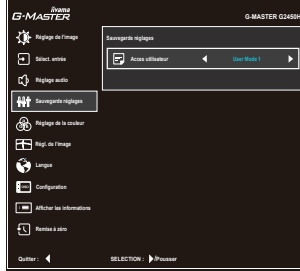 iiyama
G-MASTER
G-MASTER G2450H
Réglage de l'image
Sauvegarde réglages
Sélect. entrée
Acces utilisateur
User Mode 1
Réglage audio
Sauvegarde réglages
Réglage de la couleur
Régl. de l'image
Langue
Configuration
Afficher les informations
Remise à zéro
Quitter :
SELECTION : /Pousser